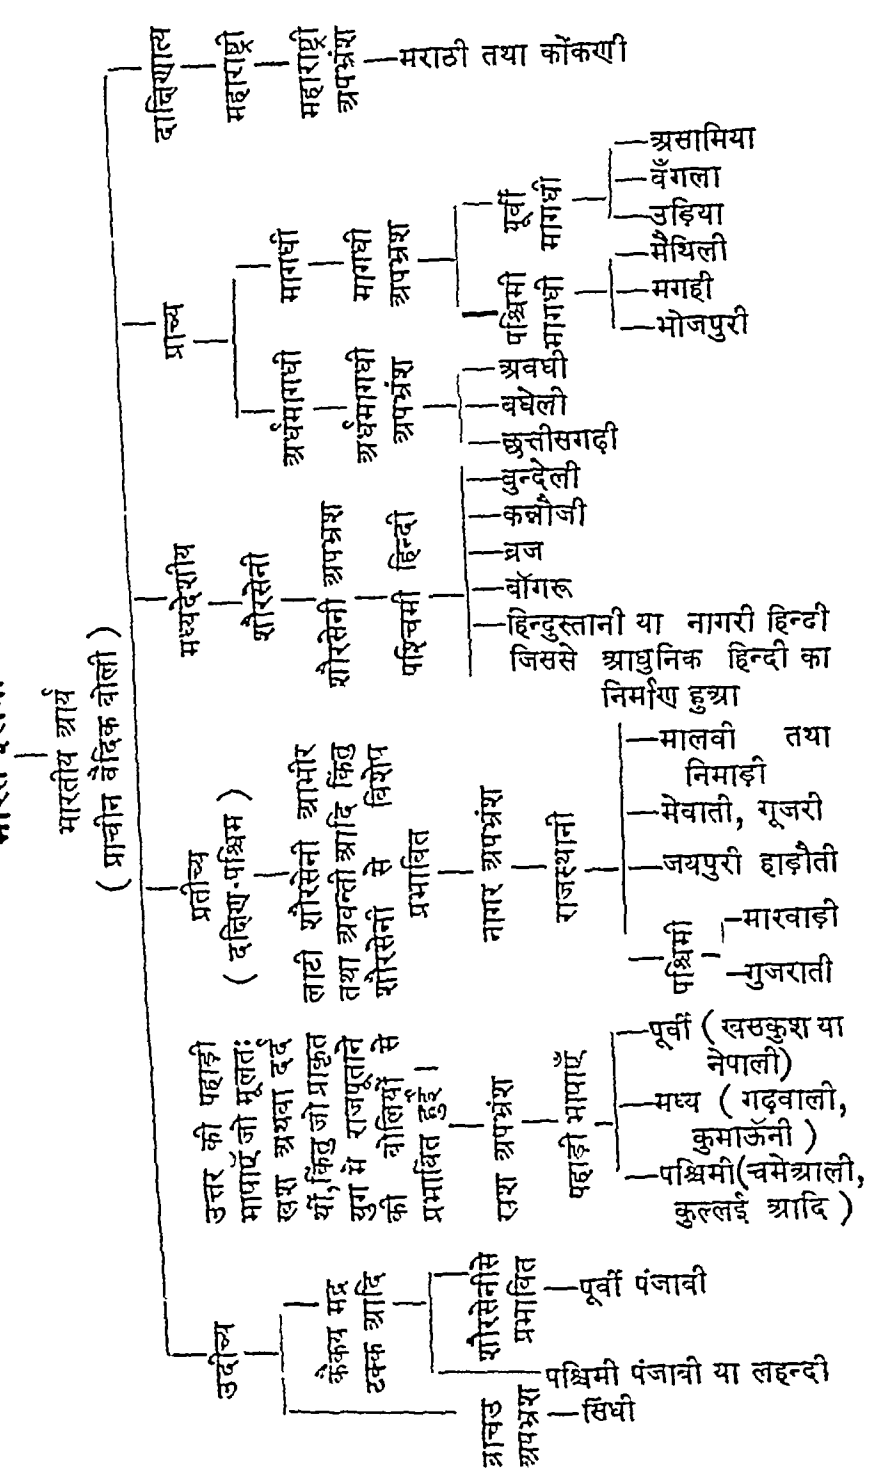 भारतीय आर्य
( प्राचीन वैदिक बोली )
उदीच्य
कैकय मद्र
टक्क आदि
शौरसेनी से
प्रभावित
पूर्वी पंजाबी
पश्चिमी पंजाबी या लहन्दी
ब्राचड
अपभ्रंश
सिंधी
उत्तर की पहाड़ी
भाषाएँ जो मूलतः
खश अथवा दर्द
थीं, किंतु जो प्राकृत
युग में राजपूताने
की बोलियों से
प्रभावित हुईं ।
खश अपभ्रंश
पहाड़ी भाषाएँ
पूर्वी ( खसकुश या
नेपाली)
मध्य ( गढ़वाली,
कुमाऊँनी )
पश्चिमी(चमेआली,
कुल्लई आदि )
प्रतीच्य
( दक्षिण-पश्चिम )
लाटी शौरसेनी आभीर
तथा अवन्ती आदि किंतु
शौरसेनी से विशेष
प्रभावित
नागर अपभ्रंश
राजस्थानी
मालवी तथा
निमाड़ी
मेवाती, गूजरी
जयपुरी हाड़ौती
पश्चिमी
मारवाड़ी
गुजराती
मध्यदेशीय
शौरसेनी
शौरसेनी अपभ्रंश
पश्चिमी हिन्दी
बुन्देली
कन्नौजी
ब्रज
बाँगरू
हिन्दुस्तानी या नागरी हिन्दी
जिससे आधुनिक हिन्दी का
निर्माण हुआ
प्राच्य
अर्धमागधी
अर्धमागधी
अपभ्रंश
अवधी
बघेली
छत्तीसगढ़ी
मागधी
मागधी
अपभ्रंश
पश्चिमी
मागधी
मैथिली
मगही
भोजपुरी
पूर्वी
मागधी
असामिया
बँगला
उड़िया
दाक्षिणात्य
महाराष्ट्री
महाराष्ट्री
अपभ्रंश
मराठी तथा कोंकणी